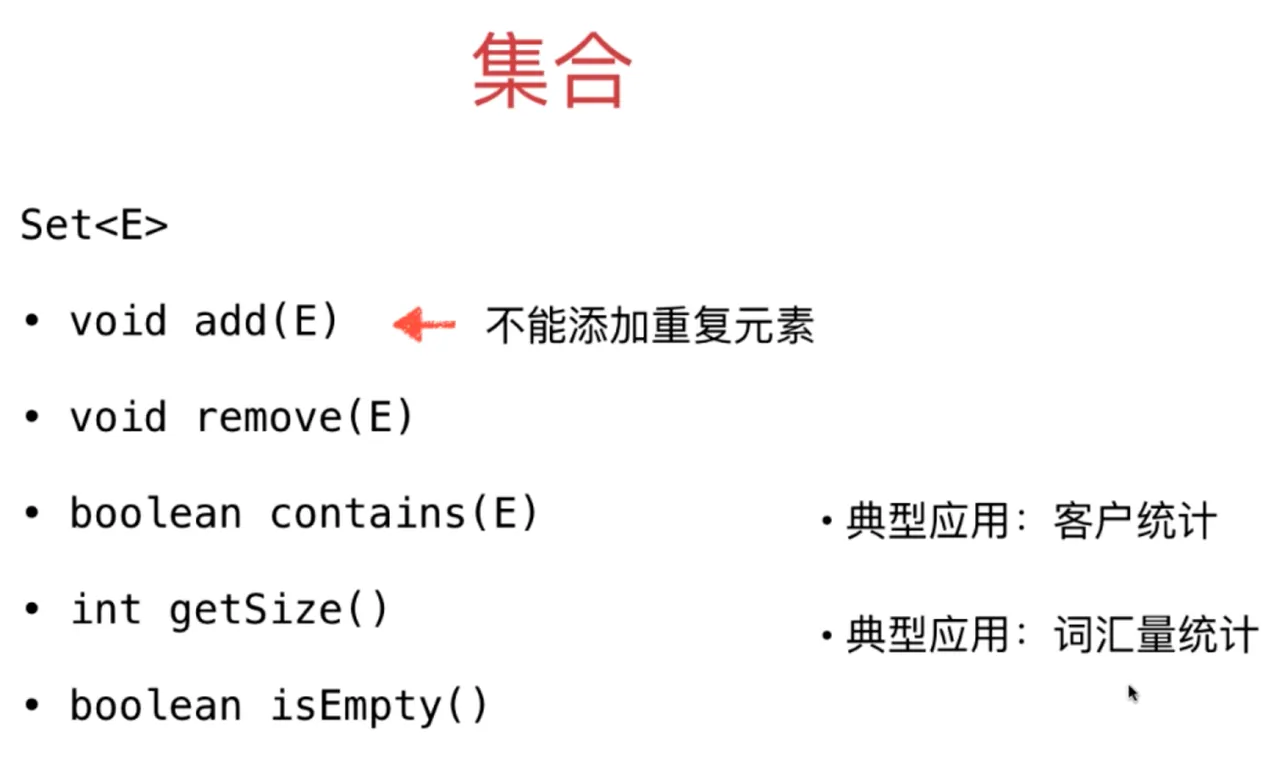 集合
Set<E>
• void add(E) 不能添加重复元素
• void remove(E)
• boolean contains(E)
• 典型应用：客户统计
• int getSize()
• 典型应用：词汇量统计
• boolean isEmpty()